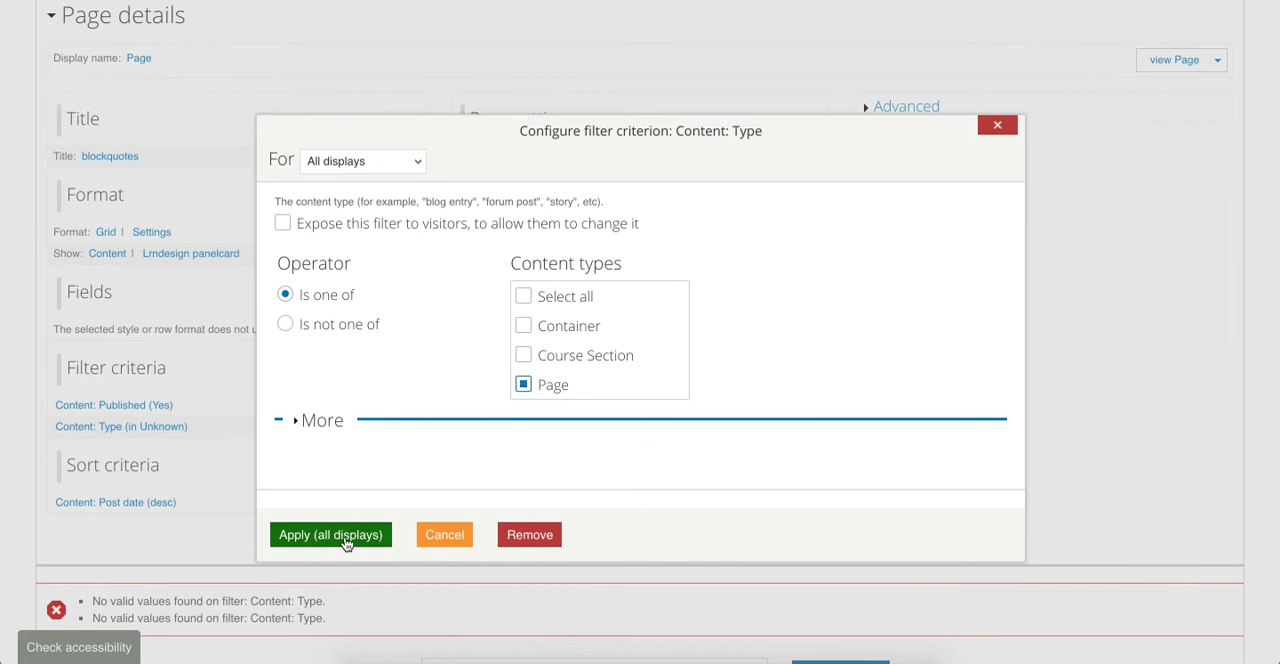 Page details
Display name: Page
view Page
Title
Advanced
Title: blockquotes
Format
Format: Grid | Settings
Show: Content | Lrndesign panelcard
Fields
The selected style or row format does not
Filter criteria
Content: Published (Yes)
Content: Type (in Unknown)
Sort criteria
Content: Post date (desc)
Configure filter criterion: Content: Type
For All displays
The content type (for example, "blog entry", "forum post", "story", etc).
Expose this filter to visitors, to allow them to change it
Operator
Is one of
Is not one of
Content types
Select all
Container
Course Section
Page
More
Apply (all displays)
Cancel
Remove
No valid values found on filter: Content: Type.
No valid values found on filter: Content: Type.
Check accessibility